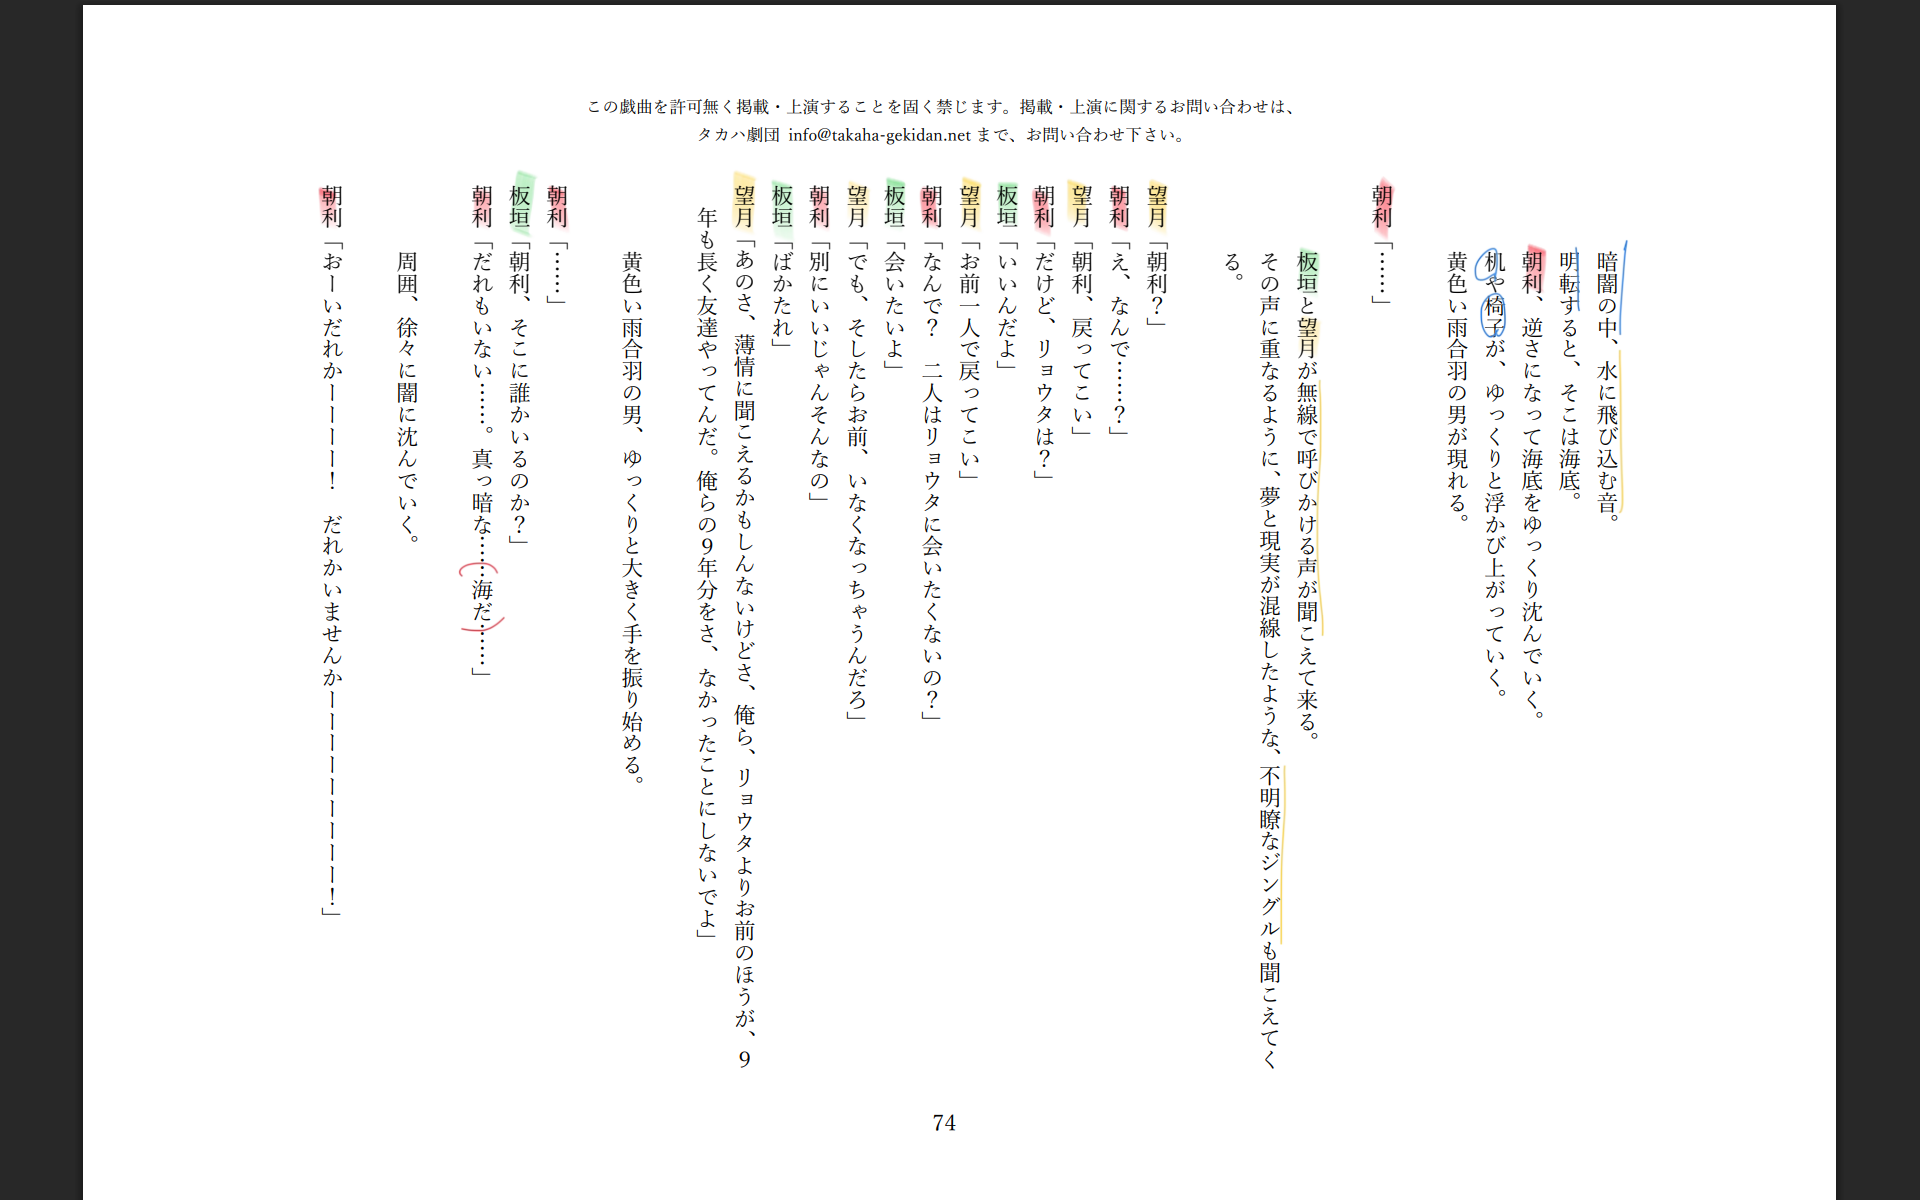 この戯曲を許可無く掲載・上演することを固く禁じます。掲載・上演に関するお問い合わせは、
タカハ劇団 info@takaha-gekidan.net まで、お問い合わせ下さい。
暗闇の中、水に飛び込む音。
明転すると、そこは海底。
朝利、逆さになって海底をゆっくり沈んでいく。
机や椅子が、ゆっくりと浮かび上がっていく。
黄色い雨合羽の男が現れる。
朝利「……」
板垣と望月が無線で呼びかける声が聞こえて来る。
その声に重なるように、夢と現実が混線したような、不明瞭なジングルも聞こえてく
る。
望月「朝利？」
朝利「え、なんで……？」
望月「朝利、戻ってこい」
朝利「だけど、リョウタは？」
板垣「いいんだよ」
望月「お前一人で戻ってこい」
朝利「なんで？　二人はリョウタに会いたくないの？」
板垣「会いたいよ」
望月「でも、そしたらお前、いなくなっちゃうんだろ」
朝利「別にいいじゃんそんなの」
板垣「ばかたれ」
望月「あのさ、薄情に聞こえるかもしんないけどさ、俺ら、リョウタよりお前のほうが、９
年も長く友達やってんだ。俺らの９年分をさ、なかったことにしないでよ」
黄色い雨合羽の男、ゆっくりと大きく手を振り始める。
朝利「……」
板垣「朝利、そこに誰かいるのか？」
朝利「だれもいない……。真っ暗な……海だ……」
周囲、徐々に闇に沈んでいく。
朝利「おーいだれかーーーーー！　だれかいませんかーーーーーーーーー！」
74